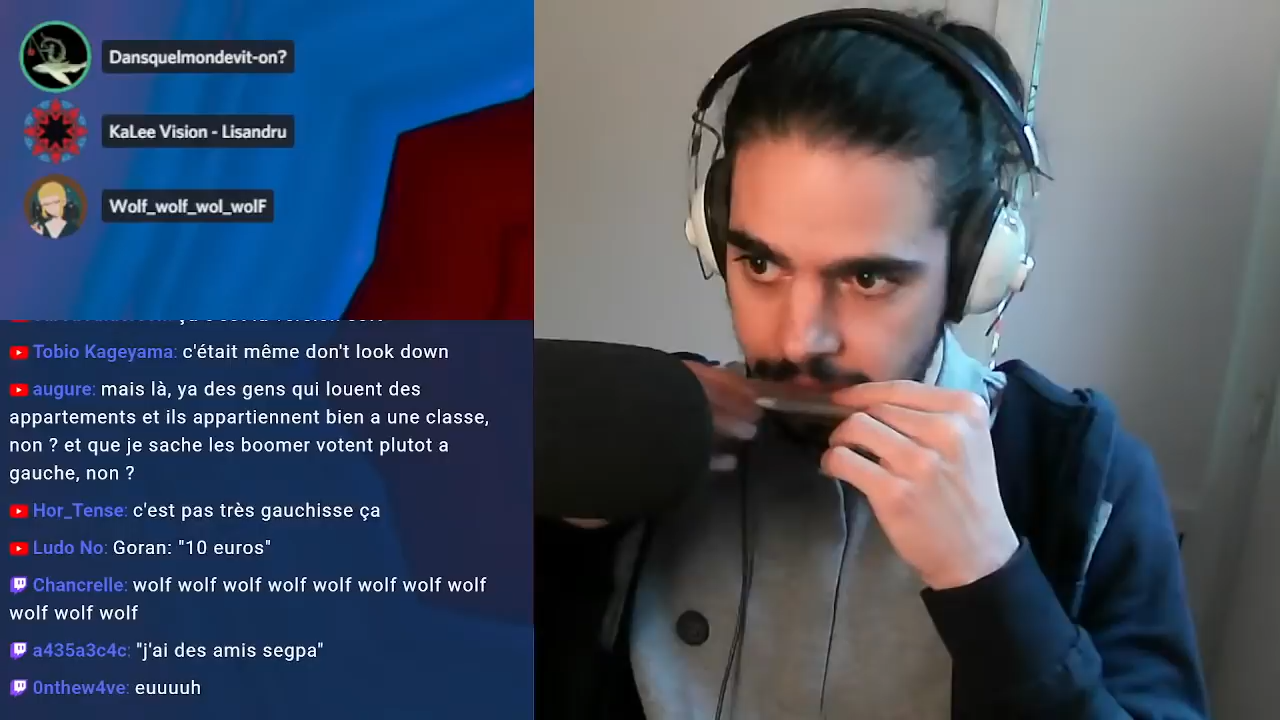 Dansquelmondevit-on?
KaLee Vision - Lisandru
Wolf_wolf_wol_wolF
Tobio Kageyama: c'était même don't look down
augure: mais là, ya des gens qui louent des
appartements et ils appartiennent bien a une classe,
non ? et que je sache les boomer votent plutot a
gauche, non ?
Hor_Tense: c'est pas très gauchisse ça
Ludo No: Goran: "10 euros"
Chancrelle: wolf wolf wolf wolf wolf wolf wolf wolf
wolf wolf wolf
a435a3c4c: "j'ai des amis segpa"
0nthew4ve: euuuuh